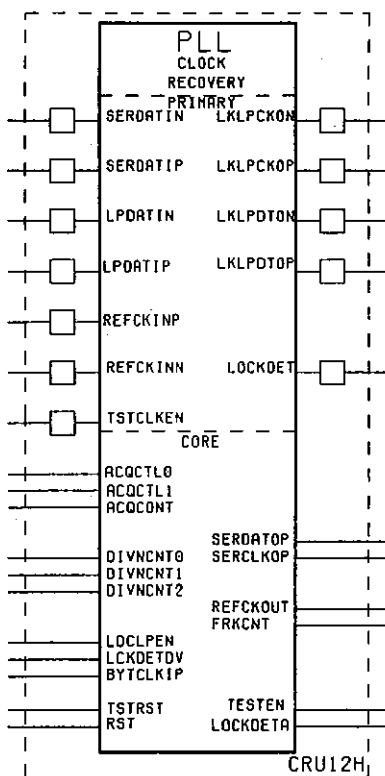 PLL
CLOCK
RECOVERY
PRIMARY
SERDATIN LKLPCKON
SERDATIP LKLPCKOP
LPDATIN LKLPDTON
LPDATIP LKLPDTOP
REFCKINP
REFCKINN LOCKDET
TSTCLKEN
CORE
ACQCTL0
ACQCTL1
ACQCONT
SERDATOP
DIVNCNT0 SERCLKOP
DIVNCNT1
DIVNCNT2
REFCKOUT
FRKCNT
LOCLPEN
LCKDETDV
BYTCLKIP
TSTRST TESTEN
RST LOCKDETA
CRU12H